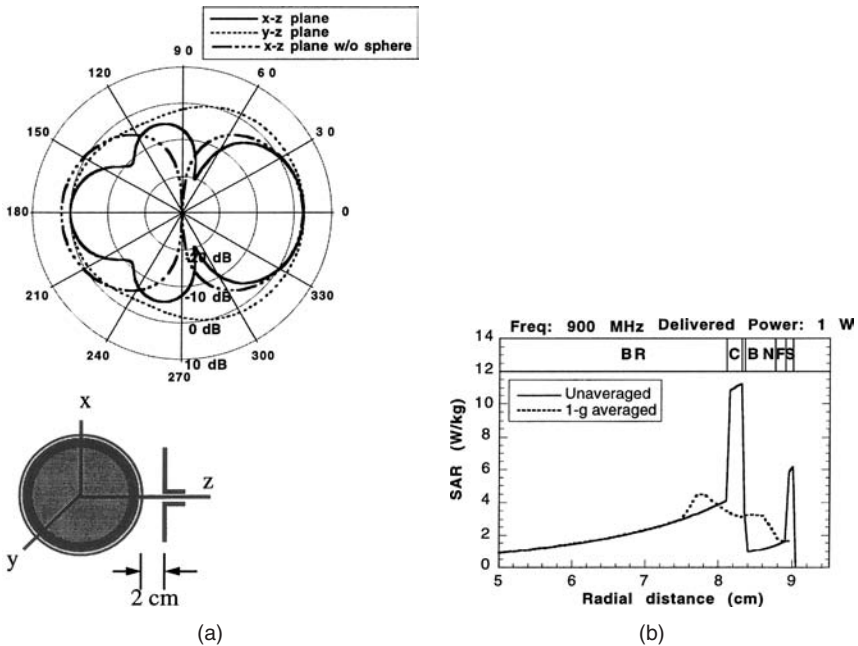 x-z plane
y-z plane
x-z plane w/o sphere
90
120
60
150
30
180
0
-20 dB
-10 dB
0 dB
10 dB
210
330
240
300
270
x
z
y
2 cm
(a)
Freq: 900 MHz Delivered Power: 1 W
14
BR C B N F S
12
Unaveraged
1-g averaged
10
8
6
4
2
0
SAR (W/kg)
5 6 7 8 9
Radial distance (cm)
(b)